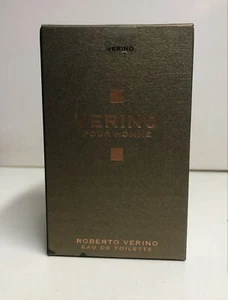 VERINO
VERINO
POUR HOMME
ROBERTO VERINO
EAU DE TOILETTE